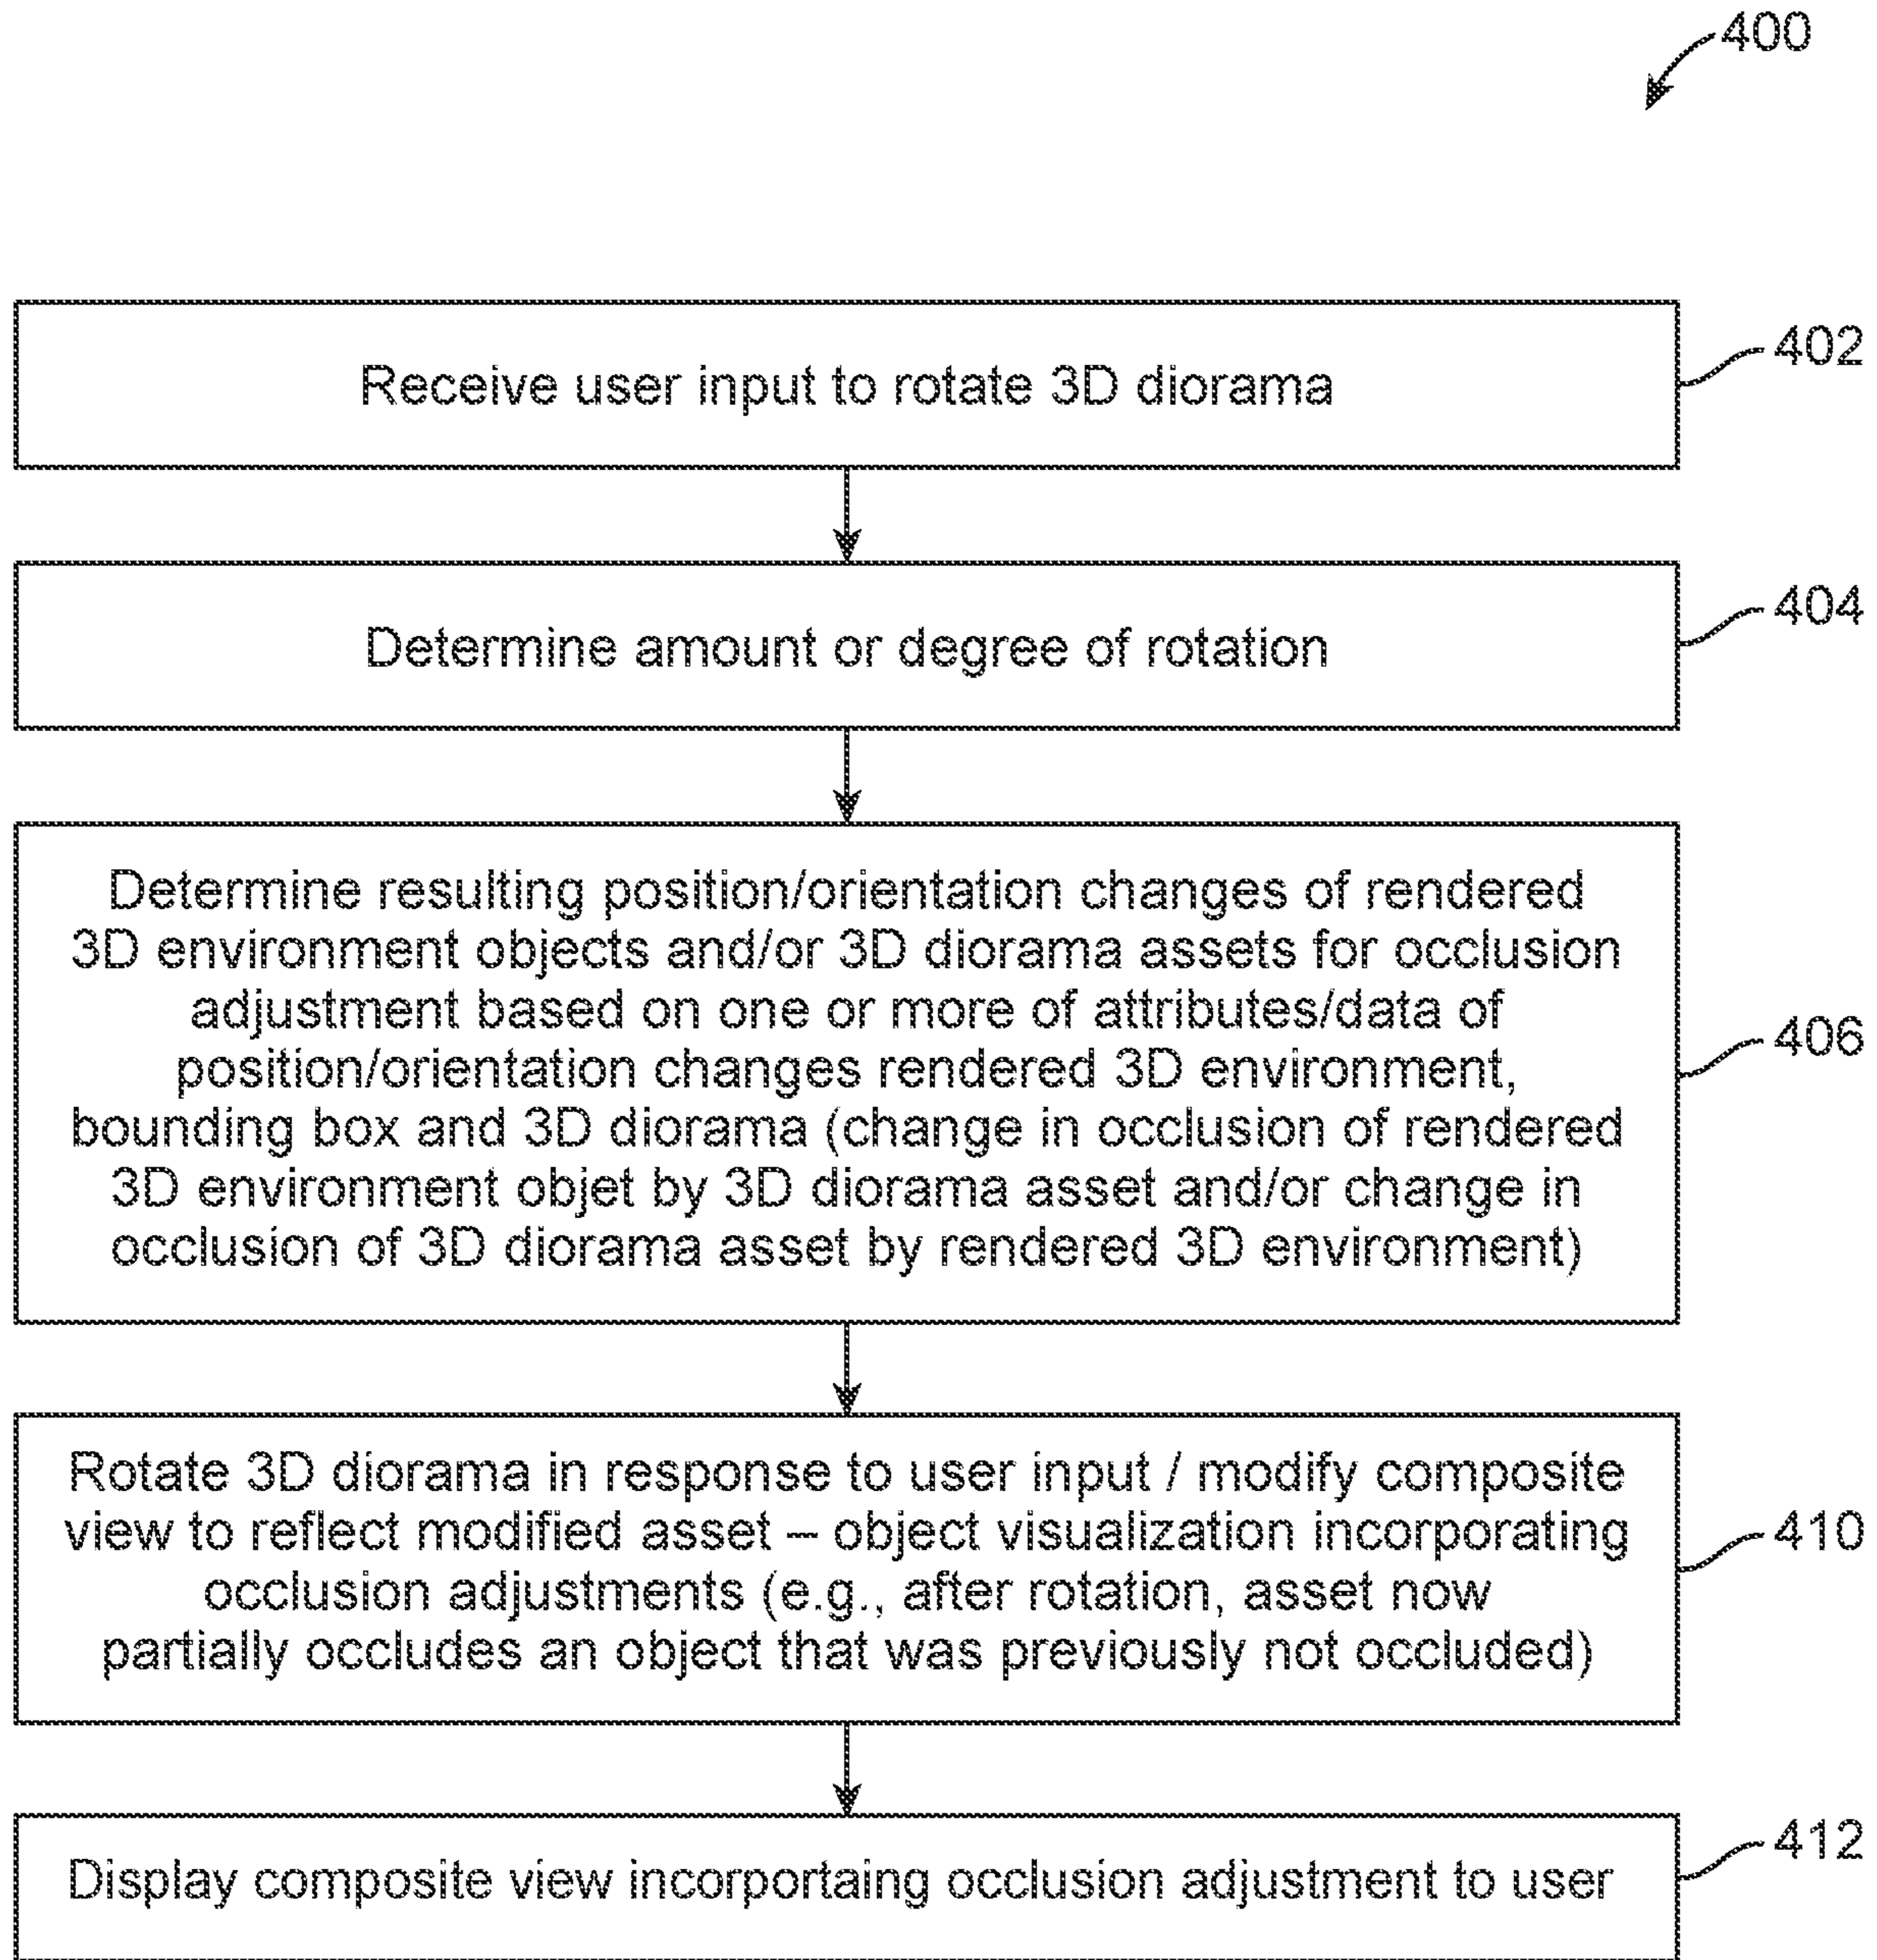 400
Receive user input to rotate 3D diorama
402
Determine amount or degree of rotation
404
Determine resulting position/orientation changes of rendered
3D environment objects and/or 3D diorama assets for occlusion
adjustment based on one or more of attributes/data of
position/orientation changes rendered 3D environment,
bounding box and 3D diorama (change in occlusion of rendered
3D environment objet by 3D diorama asset and/or change in
occlusion of 3D diorama asset by rendered 3D environment)
406
Rotate 3D diorama in response to user input / modify composite
view to reflect modified asset – object visualization incorporating
occlusion adjustments (e.g., after rotation, asset now
partially occludes an object that was previously not occluded)
410
Display composite view incorportaing occlusion adjustment to user
412